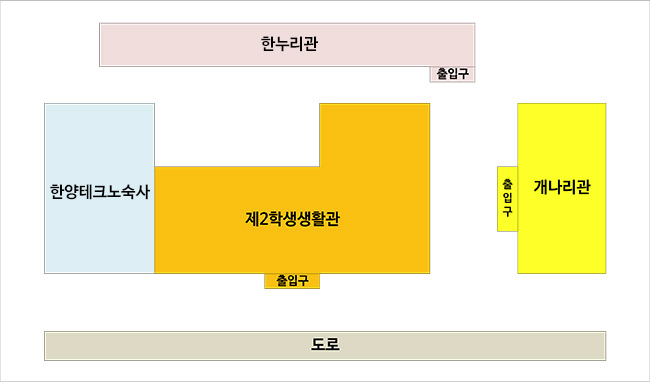 한누리관
출입구
한양테크노숙사
제2학생생활관
출입구
출
입
구
개나리관
도로